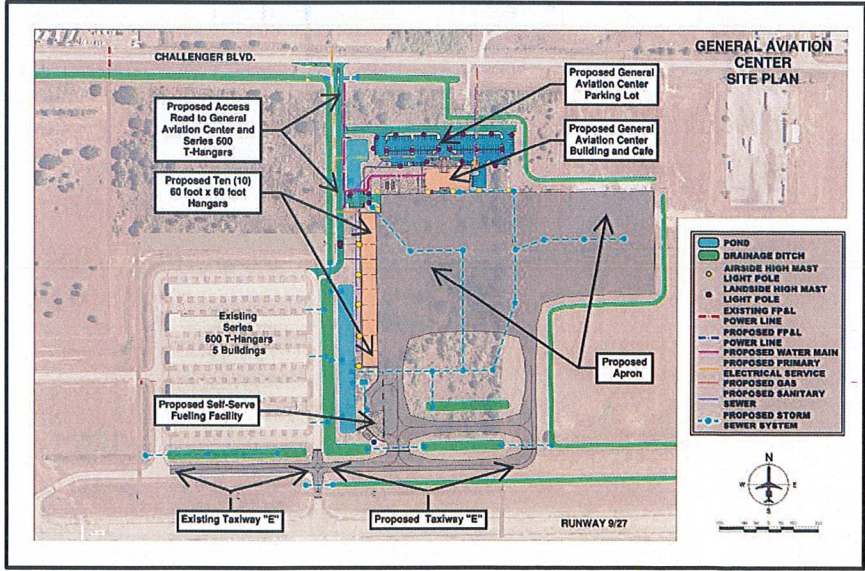 GENERAL AVIATION
CENTER
SITE PLAN
CHALLENGER BLVD.
Proposed General
Aviation Center
Parking Lot
Proposed Access
Road to General
Aviation Center and
Series 600
T-Hangars
Proposed General
Aviation Center
Building and Cafe
Proposed Ten (10)
60 foot x 60 foot
Hangars
POND
DRAINAGE DITCH
AIRSIDE HIGH MAST
LIGHT POLE
LANDSIDE HIGH MAST
LIGHT POLE
EXISTING FP&L
POWER LINE
PROPOSED FP&L
POWER LINE
PROPOSED WATER MAIN
PROPOSED PRIMARY
ELECTRICAL SERVICE
PROPOSED GAS
PROPOSED SANITARY
SEWER
PROPOSED STORM
SEWER SYSTEM
Existing
Series
600 T-Hangars
5 Buildings
Proposed
Apron
Proposed Self-Serve
Fueling Facility
N
W
E
S
Existing Taxiway "E"
Proposed Taxiway "E"
RUNWAY 9/27